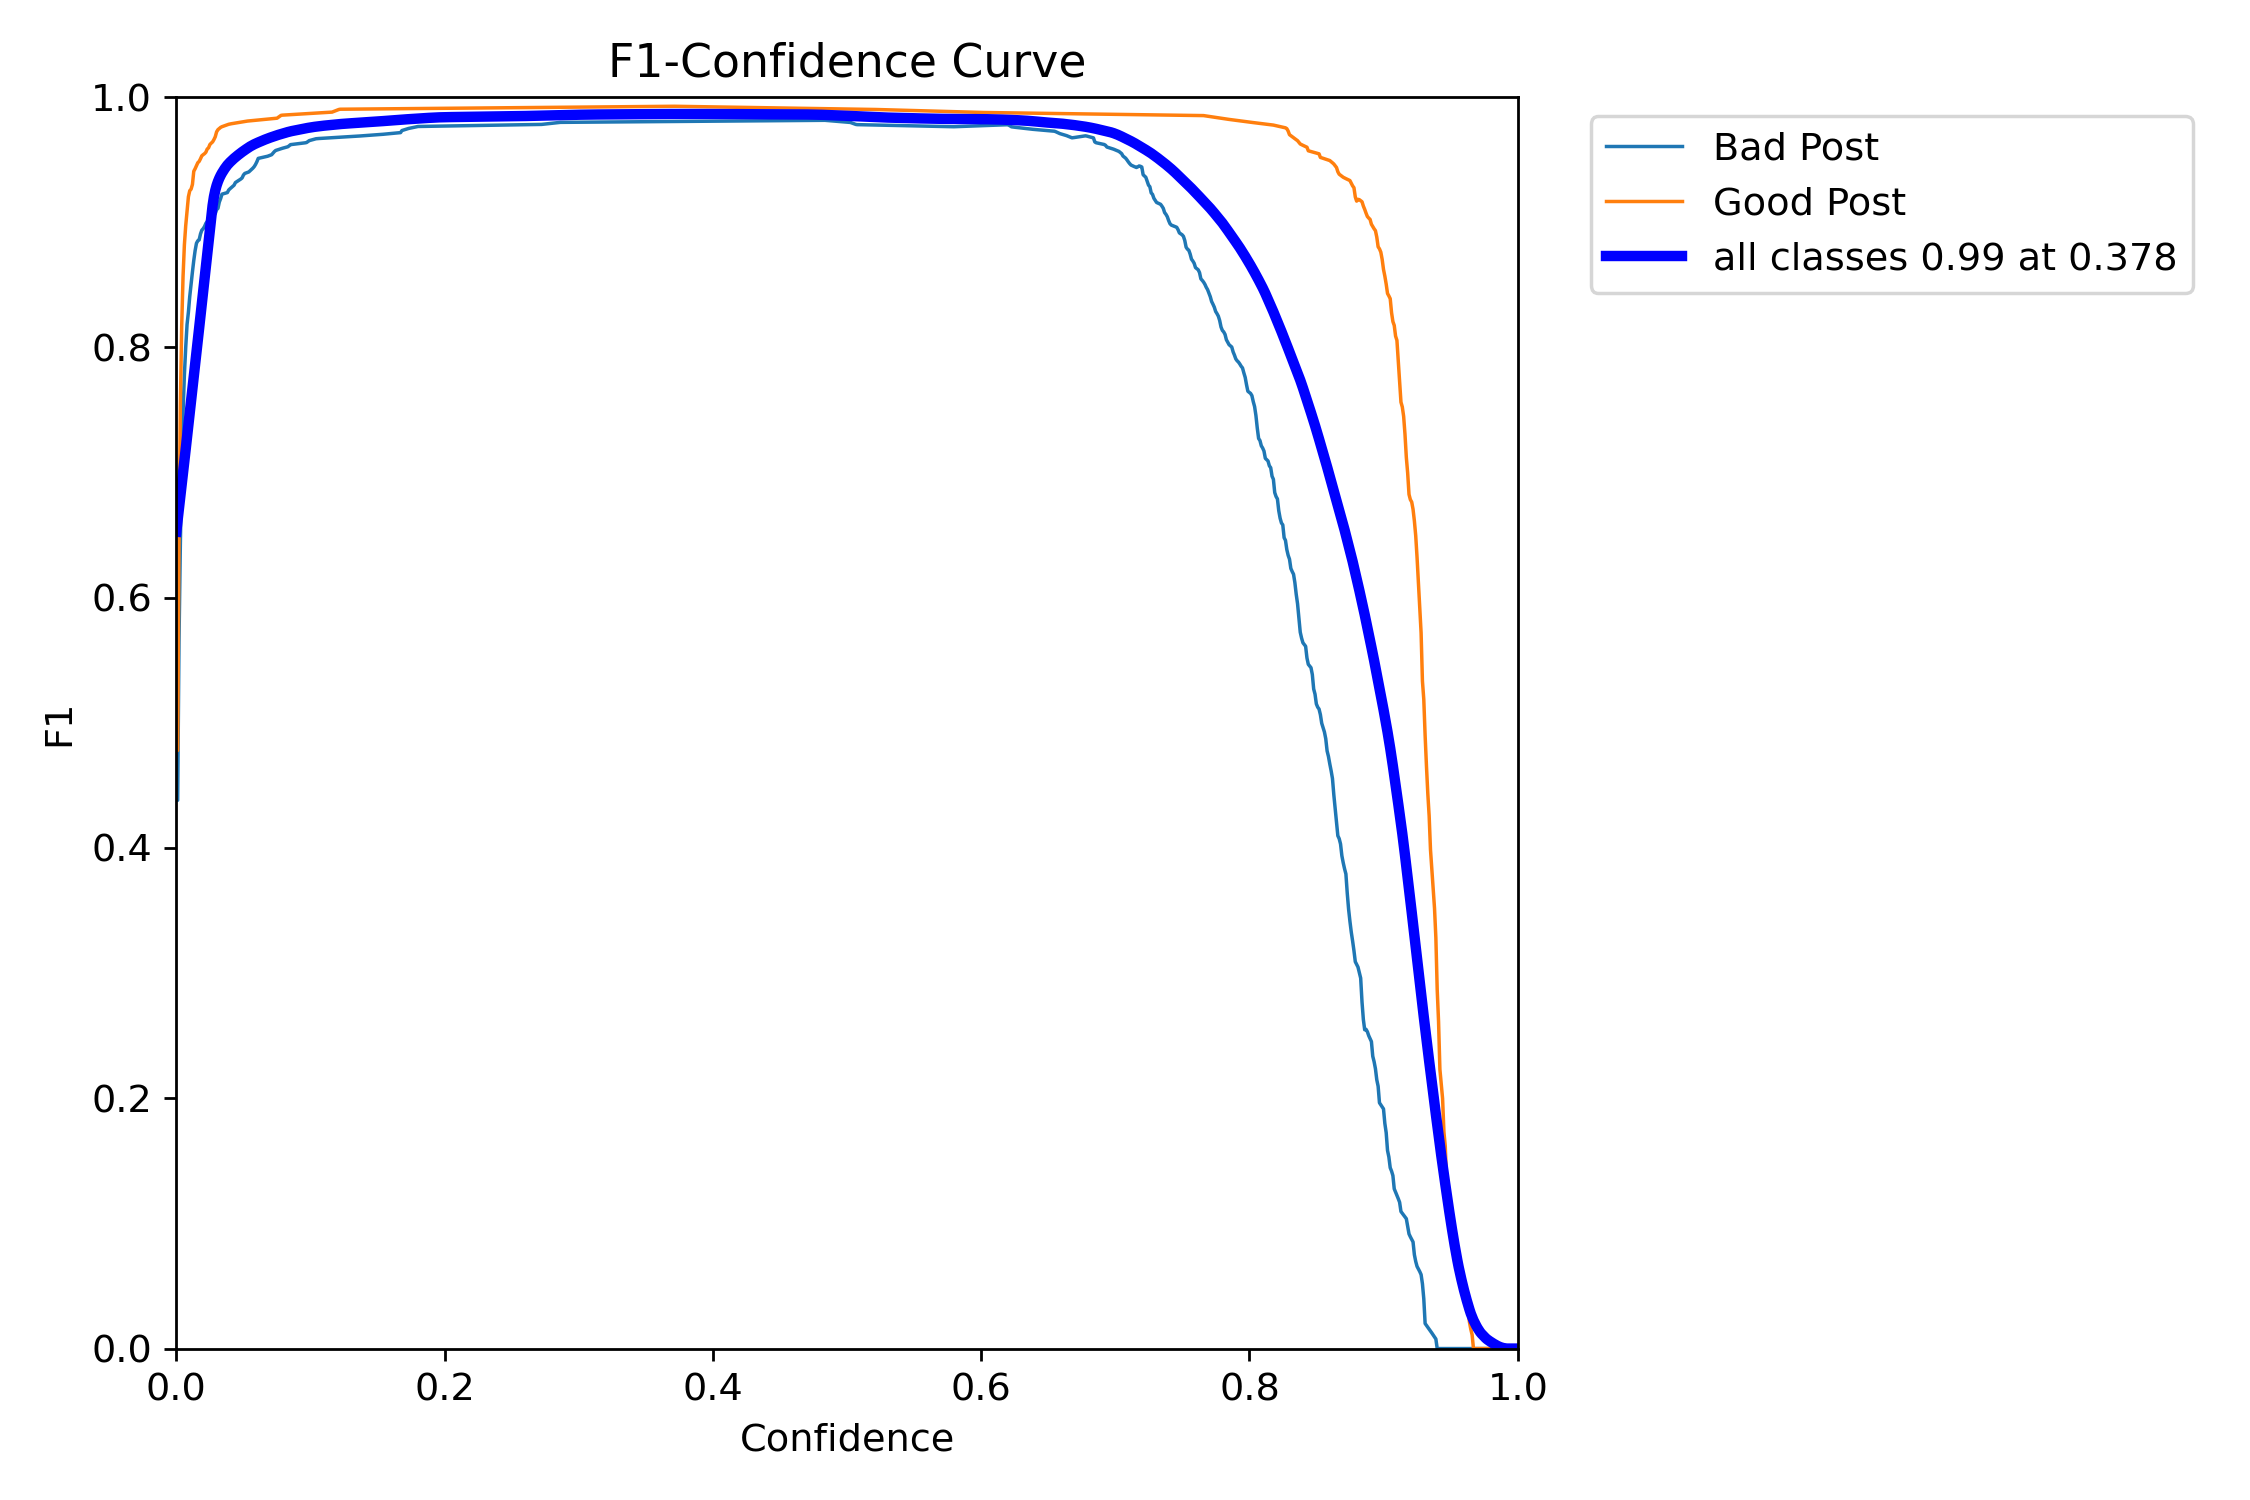 F1-Confidence Curve
1.0
0.8
0.6
0.4
0.2
0.0
F1
0.0 0.2 0.4 0.6 0.8 1.0
Confidence
Bad Post
Good Post
all classes 0.99 at 0.378